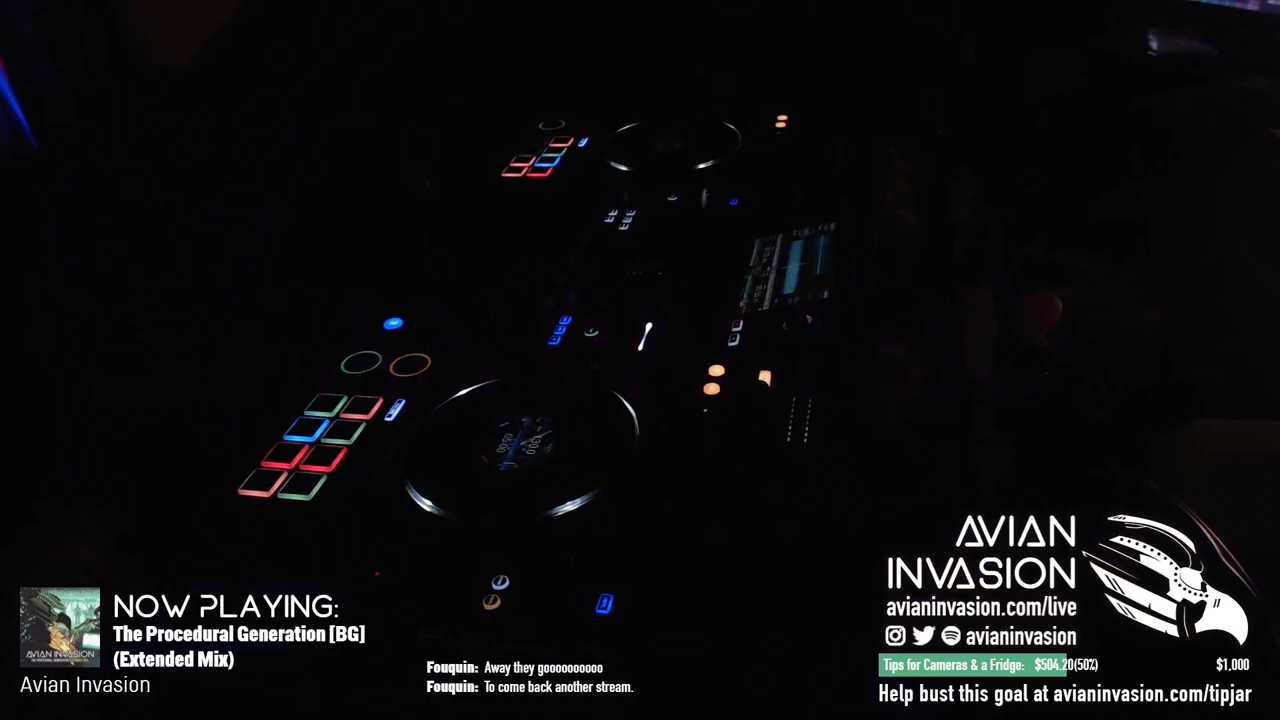 NOW PLAYING:
The Procedural Generation [BG]
(Extended Mix)
Avian Invasion
AVIAN INVASION
Fouquin: Away they goooooooooo
Fouquin: To come back another stream.
AVIAN
INVASION
avianinvasion.com/live
avianinvasion
Tips for Cameras & a Fridge: $504.20(50%) $1,000
Help bust this goal at avianinvasion.com/tipjar